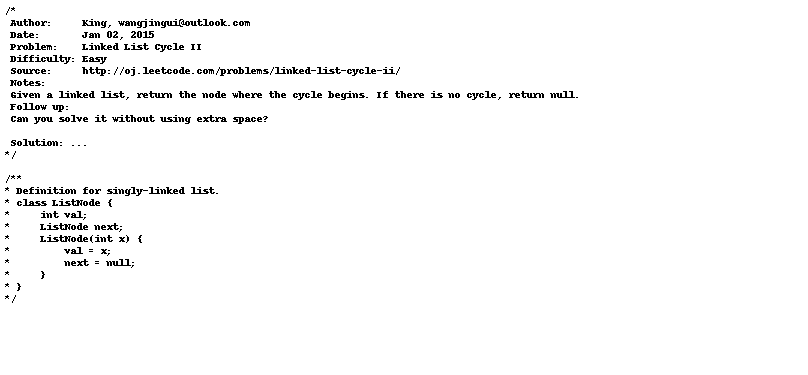 /*
 Author:     King, wangjingui@outlook.com
 Date:       Jan 02, 2015
 Problem:    Linked List Cycle II
 Difficulty: Easy
 Source:     http://oj.leetcode.com/problems/linked-list-cycle-ii/
 Notes:
 Given a linked list, return the node where the cycle begins. If there is no cycle, return null.
 Follow up:
 Can you solve it without using extra space?

 Solution: ...
*/

/**
* Definition for singly-linked list.
* class ListNode {
*     int val;
*     ListNode next;
*     ListNode(int x) {
*         val = x;
*         next = null;
*     }
* }
*/